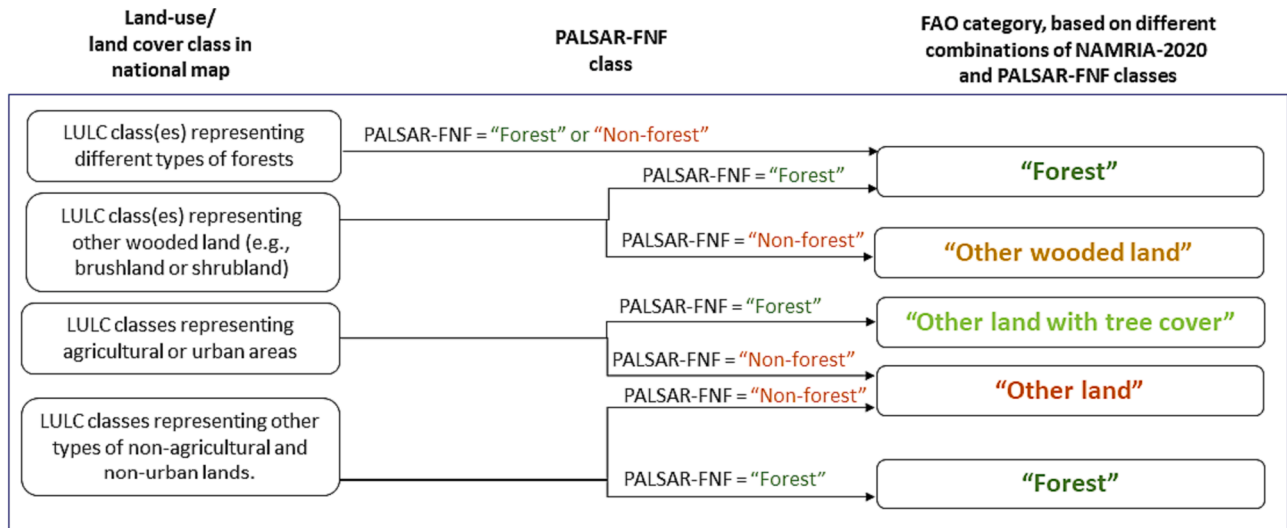 Land-use/
land cover class in
national map
PALSAR-FNF
class
FAO category, based on different
combinations of NAMRIA-2020
and PALSAR-FNF classes
LULC class(es) representing
different types of forests
PALSAR-FNF = “Forest” or “Non-forest”
“Forest”
LULC class(es) representing
other wooded land (e.g.,
brushland or shrubland)
PALSAR-FNF = “Forest”
PALSAR-FNF = “Non-forest”
“Other wooded land”
LULC classes representing
agricultural or urban areas
PALSAR-FNF = “Forest”
“Other land with tree cover”
PALSAR-FNF = “Non-forest”
PALSAR-FNF = “Non-forest”
“Other land”
LULC classes representing other
types of non-agricultural and
non-urban lands.
PALSAR-FNF = “Forest”
“Forest”